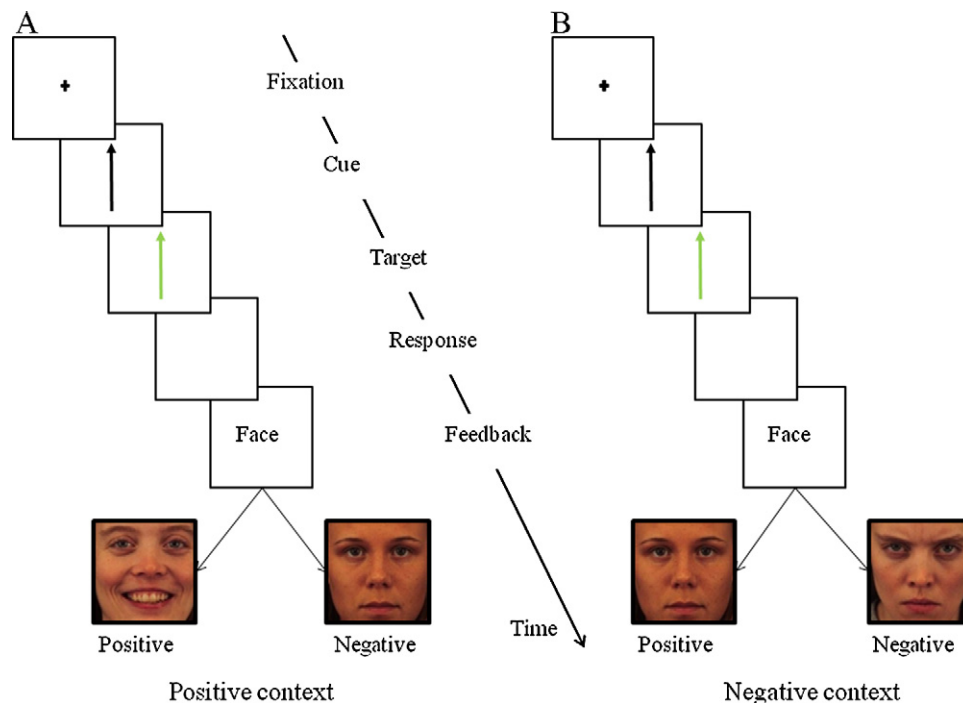 A
B
Fixation
Cue
Target
Response
Feedback
Face
Face
Time
Positive
Negative
Positive
Negative
Positive context
Negative context